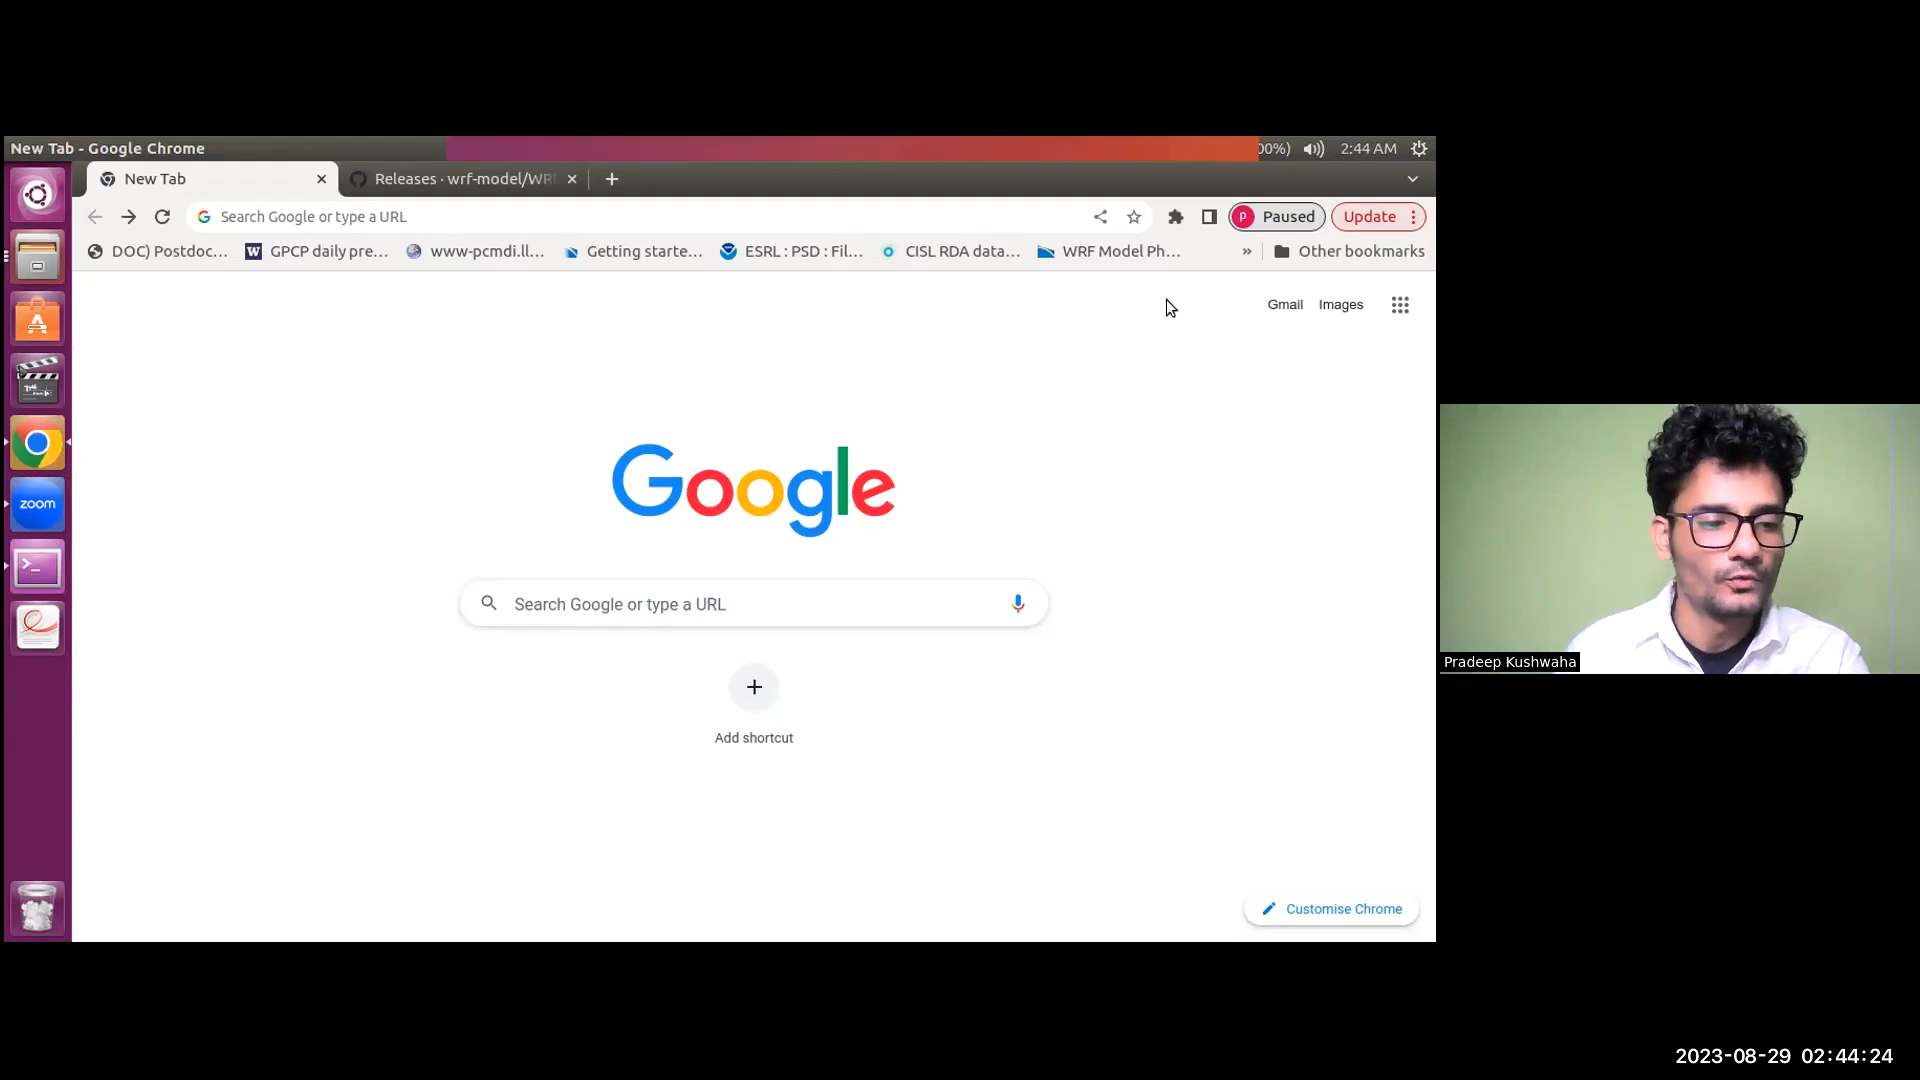 New Tab - Google Chrome
00%) 2:44 AM
New Tab
Releases · wrf-model/WR
Search Google or type a URL
P Paused
Update
DOC) Postdoc...
W GPCP daily pre...
www-pcmdi.ll...
Getting starte...
ESRL : PSD : Fil...
CISL RDA data...
WRF Model Ph...
»
Other bookmarks
Gmail
Images
Google
Search Google or type a URL
Add shortcut
Customise Chrome
zoom
Pradeep Kushwaha
2023-08-29 02:44:24